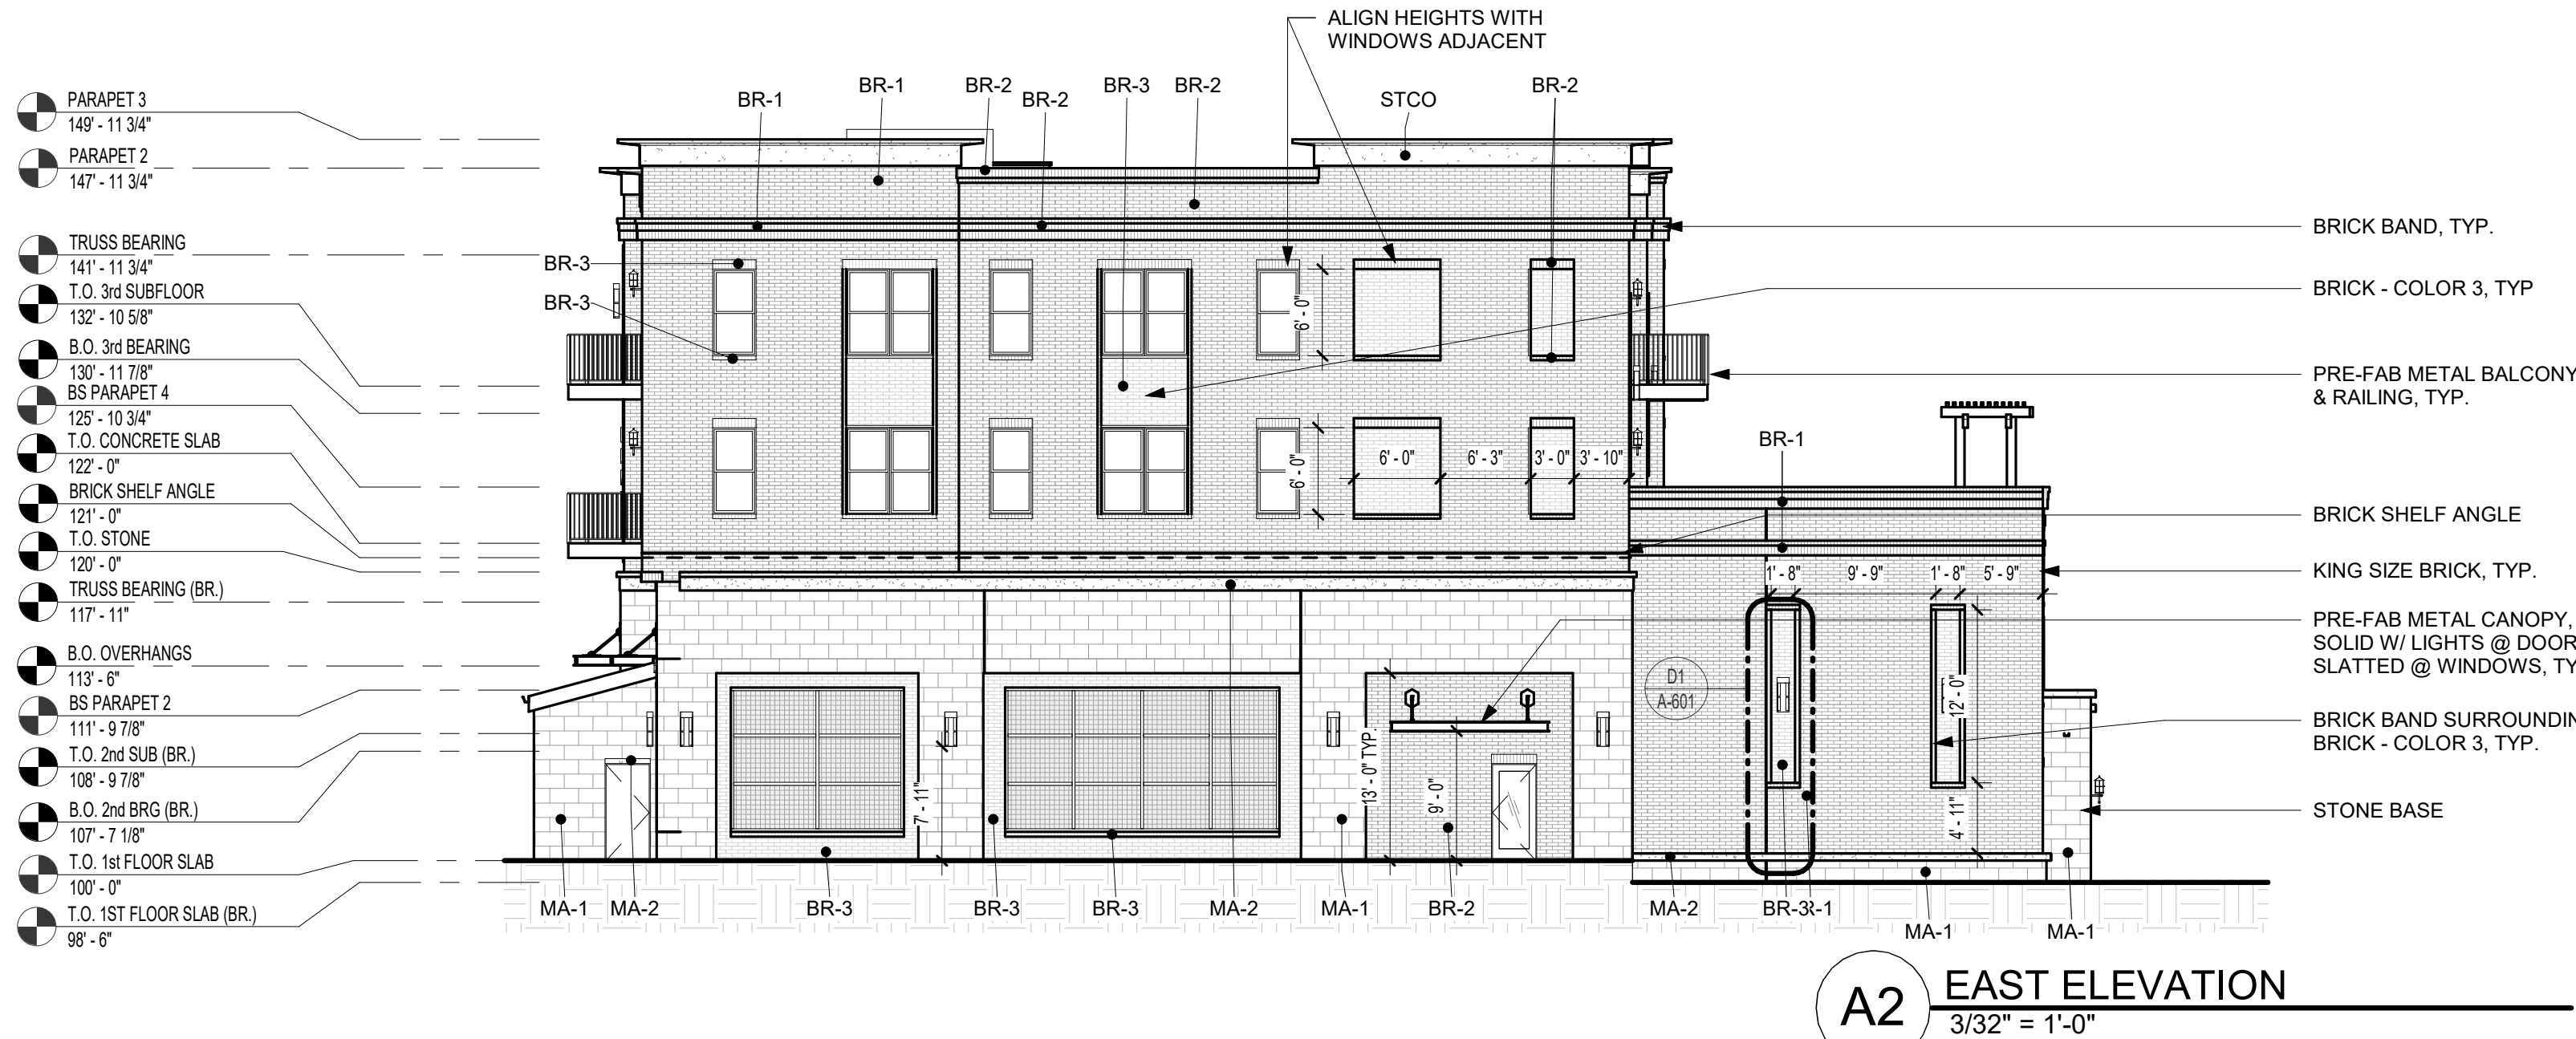 ALIGN HEIGHTS WITH
WINDOWS ADJACENT
BR-1
BR-1
BR-2
BR-2
BR-3
BR-2
STCO
BR-2
PARAPET 3
149' - 11 3/4"
PARAPET 2
147' - 11 3/4"
TRUSS BEARING
141' - 11 3/4"
T.O. 3rd SUBFLOOR
132' - 10 5/8"
B.O. 3rd BEARING
130' - 11 7/8"
BS PARAPET 4
125' - 10 3/4"
T.O. CONCRETE SLAB
122' - 0"
BRICK SHELF ANGLE
121' - 0"
T.O. STONE
120' - 0"
TRUSS BEARING (BR.)
117' - 11"
B.O. OVERHANGS
113' - 6"
BS PARAPET 2
111' - 9 7/8"
T.O. 2nd SUB (BR.)
108' - 9 7/8"
B.O. 2nd BRG (BR.)
107' - 7 1/8"
T.O. 1st FLOOR SLAB
100' - 0"
T.O. 1ST FLOOR SLAB (BR.)
98' - 6"
BR-3
BR-3
6' - 0"
6' - 0"
6' - 0"
6' - 3"
3' - 0"
3' - 10"
BR-1
1' - 8"
9' - 9"
1' - 8"
5' - 9"
D1
A-601
12' - 0"
4' - 11"
7' - 11"
13' - 0" TYP.
9' - 0"
BRICK BAND, TYP.
BRICK - COLOR 3, TYP
PRE-FAB METAL BALCONY
& RAILING, TYP.
BRICK SHELF ANGLE
KING SIZE BRICK, TYP.
PRE-FAB METAL CANOPY,
SOLID W/ LIGHTS @ DOOR
SLATTED @ WINDOWS, TY
BRICK BAND SURROUNDIN
BRICK - COLOR 3, TYP.
STONE BASE
MA-1
MA-2
BR-3
BR-3
BR-3
MA-2
MA-1
BR-2
MA-2
BR-3
-1
MA-1
MA-1
A2
EAST ELEVATION
3/32" = 1'-0"